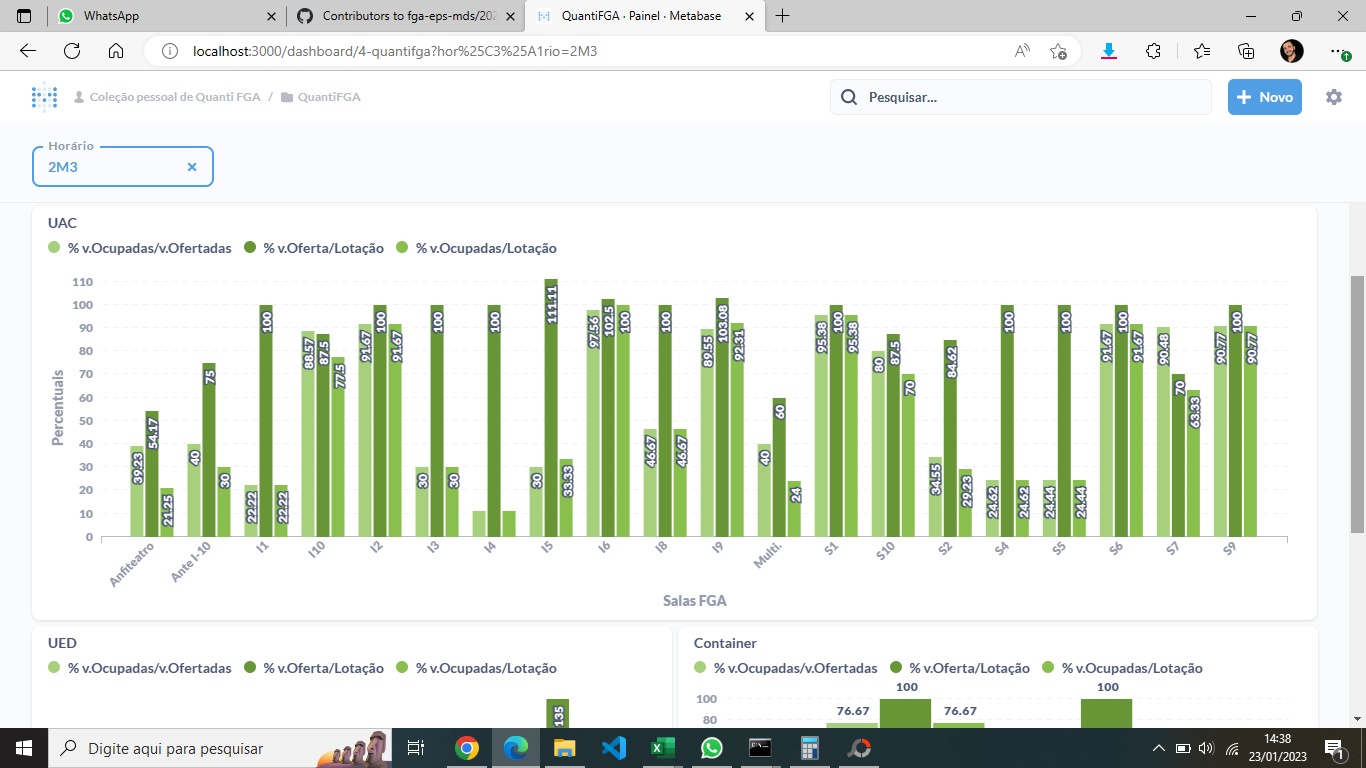 WhatsApp
Contributors to fga-eps-mds/202
QuantiFGA · Painel · Metabase
localhost:3000/dashboard/4-quantifga?hor%25C3%25A1rio=2M3
Coleção pessoal de Quanti FGA / QuantiFGA
Pesquisar...
Novo
Horário
2M3
UAC
% v.Ocupadas/v.Ofertadas % v.Oferta/Lotação % v.Ocupadas/Lotação
Percentuais
110
100
90
80
70
60
50
40
30
20
10
0
39.23 54.17 21.25
40 75 30
22.22 100 22.22
88.57 87.5 77.5
91.67 100 91.67
30 100 30
100
30 111.11 33.33
97.56 102.5 100
46.67 100 46.67
89.55 103.08 92.31
40 60 24
95.38 100 95.38
80 87.5 70
34.55 84.62 29.23
24.62 100 24.62
24.44 100 24.44
91.67 100 91.67
90.48 70 63.33
90.77 100 90.77
Anfiteatro Ante I-10 I1 I10 I2 I3 I4 I5 I6 I8 I9 Multi. S1 S10 S2 S4 S5 S6 S7 S9
Salas FGA
UED
% v.Ocupadas/v.Ofertadas % v.Oferta/Lotação % v.Ocupadas/Lotação
135
Container
% v.Ocupadas/v.Ofertadas % v.Oferta/Lotação % v.Ocupadas/Lotação
100
80
76.67 100 76.67 100
Digite aqui para pesquisar
14:38
23/01/2023
1